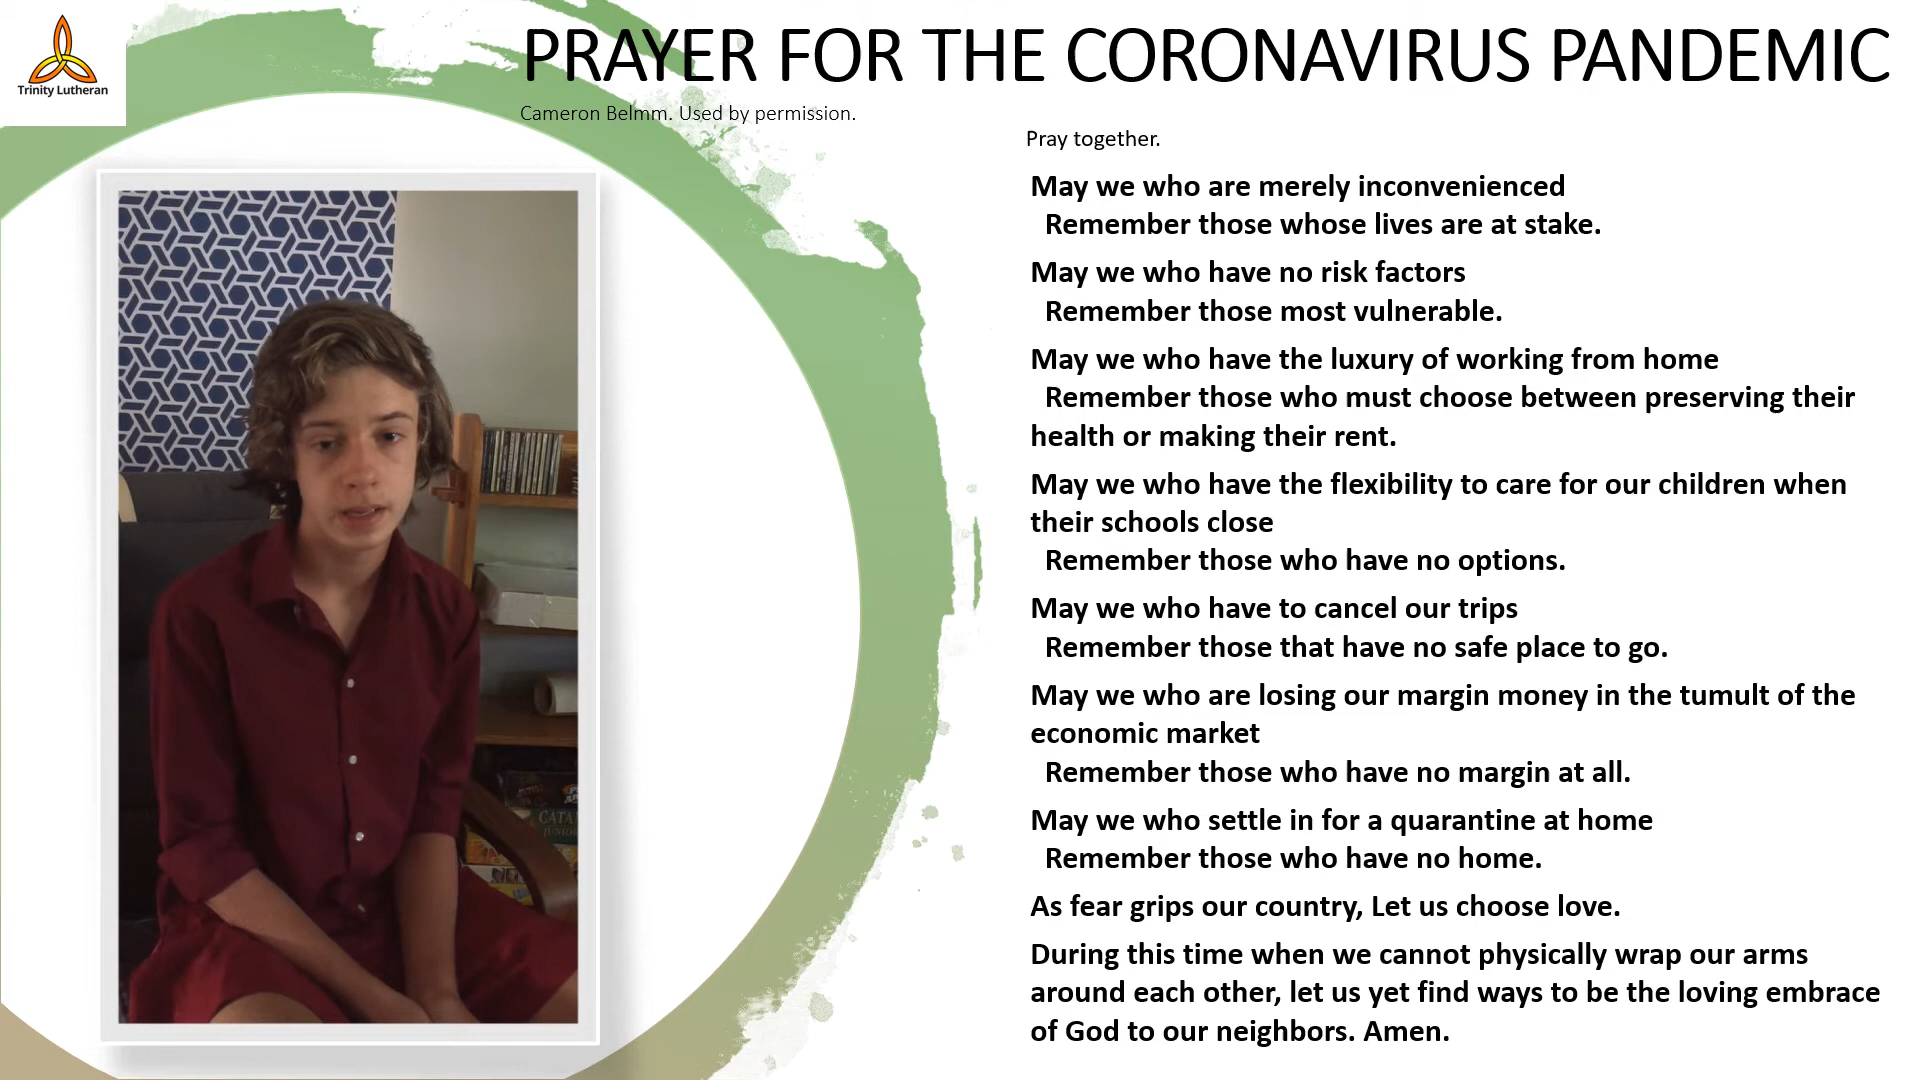 Trinity Lutheran
PRAYER FOR THE CORONAVIRUS PANDEMIC
Cameron Belmm. Used by permission.
Pray together.
May we who are merely inconvenienced
Remember those whose lives are at stake.
May we who have no risk factors
Remember those most vulnerable.
May we who have the luxury of working from home
Remember those who must choose between preserving their
health or making their rent.
May we who have the flexibility to care for our children when
their schools close
Remember those who have no options.
May we who have to cancel our trips
Remember those that have no safe place to go.
May we who are losing our margin money in the tumult of the
economic market
Remember those who have no margin at all.
May we who settle in for a quarantine at home
Remember those who have no home.
As fear grips our country, Let us choose love.
During this time when we cannot physically wrap our arms
around each other, let us yet find ways to be the loving embrace
of God to our neighbors. Amen.
CATAN
JUNIOR